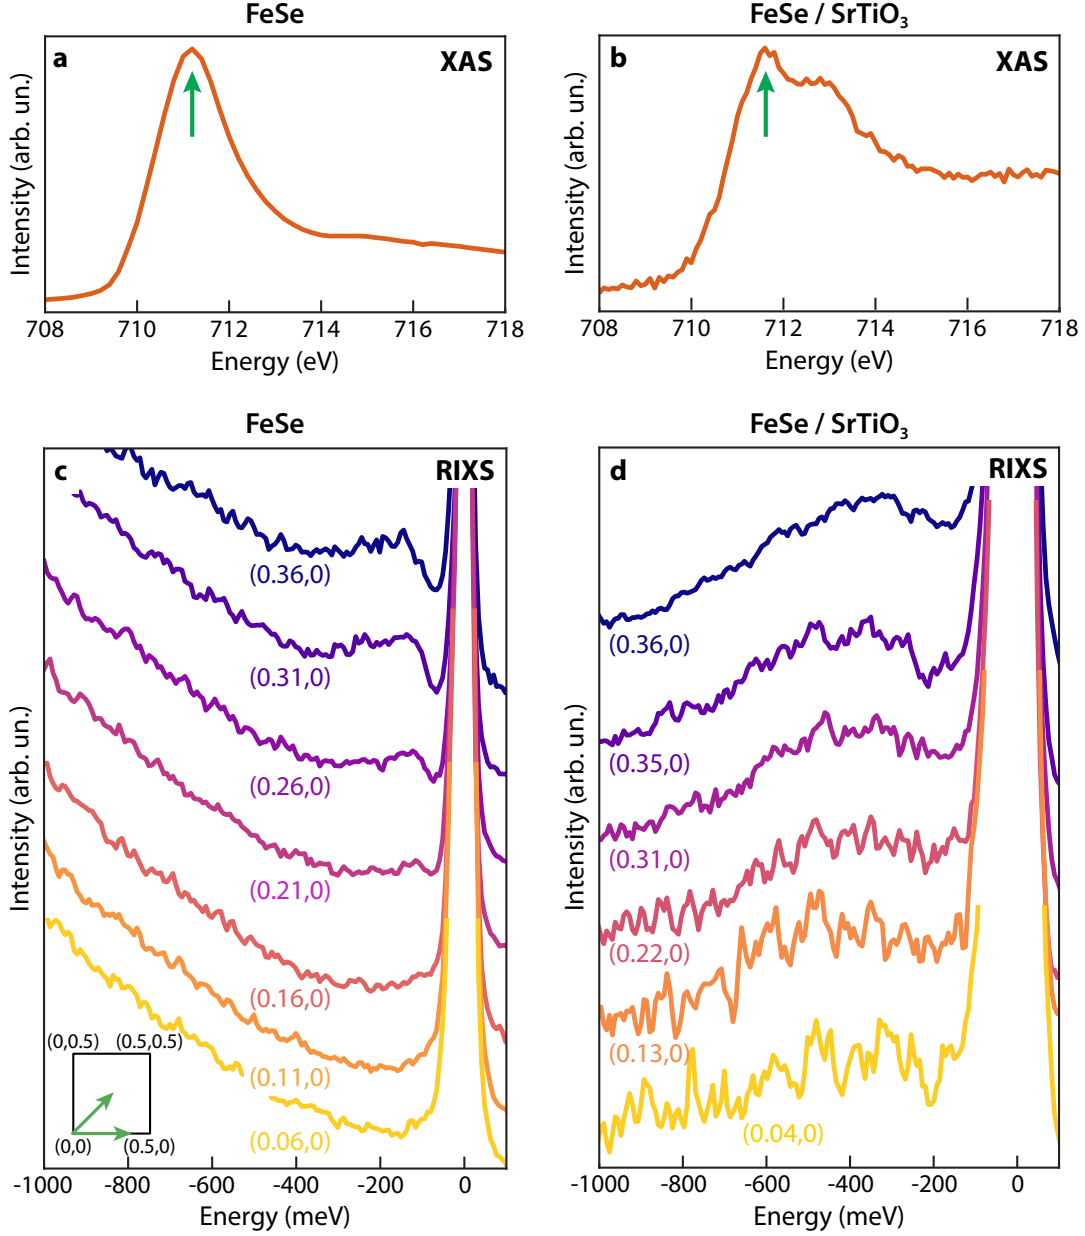 FeSe
a
XAS
Intensity (arb. un.)
708 710 712 714 716 718
Energy (eV)
FeSe / SrTiO₃
b
XAS
Intensity (arb. un.)
708 710 712 714 716 718
Energy (eV)
FeSe
c
RIXS
(0.36,0)
(0.31,0)
(0.26,0)
(0.21,0)
(0.16,0)
(0.11,0)
(0.06,0)
(0,0.5) (0.5,0.5)
(0,0) (0.5,0)
Intensity (arb. un.)
-1000 -800 -600 -400 -200 0
Energy (meV)
FeSe / SrTiO₃
d
RIXS
(0.36,0)
(0.35,0)
(0.31,0)
(0.22,0)
(0.13,0)
(0.04,0)
Intensity (arb. un.)
-1000 -800 -600 -400 -200 0
Energy (meV)